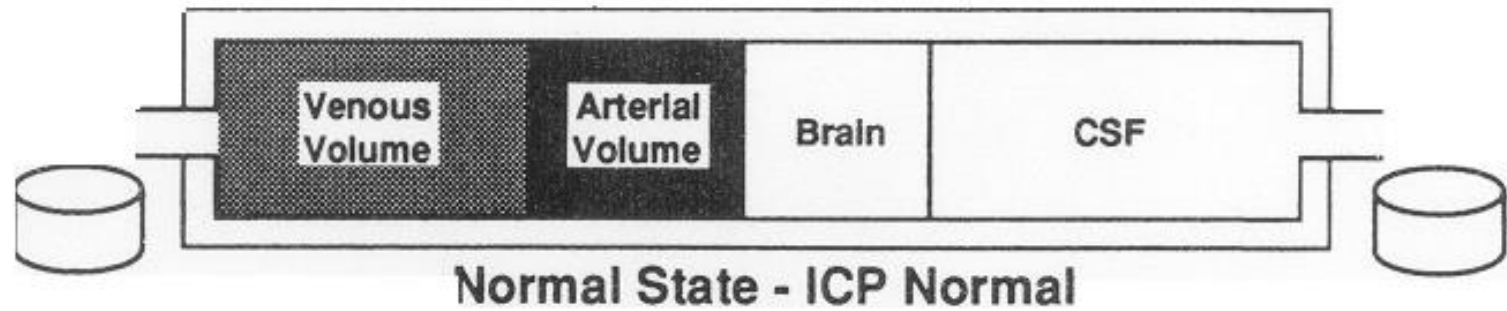 Venous
Volume
Arterial
Volume
Brain
CSF
Normal State - ICP Normal